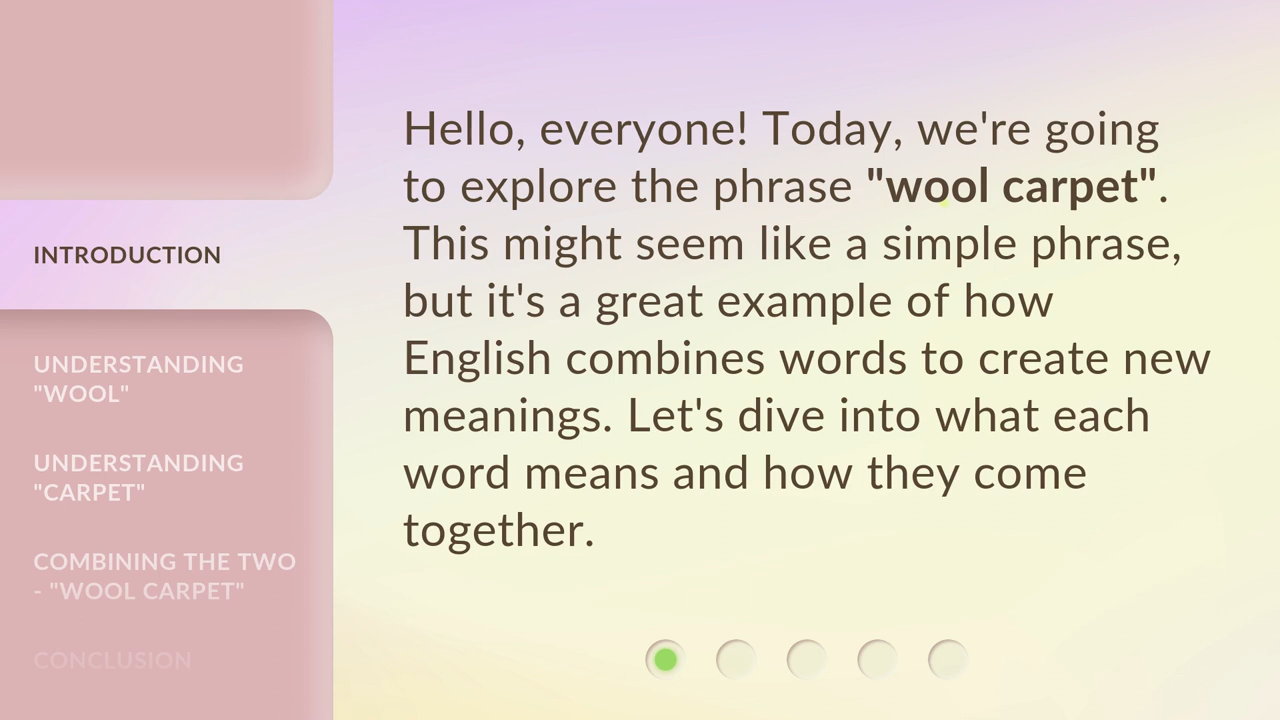 INTRODUCTION
UNDERSTANDING
"WOOL"
UNDERSTANDING
"CARPET"
COMBINING THE TWO
- "WOOL CARPET"
CONCLUSION
Hello, everyone! Today, we're going
to explore the phrase "wool carpet".
This might seem like a simple phrase,
but it's a great example of how
English combines words to create new
meanings. Let's dive into what each
word means and how they come
together.